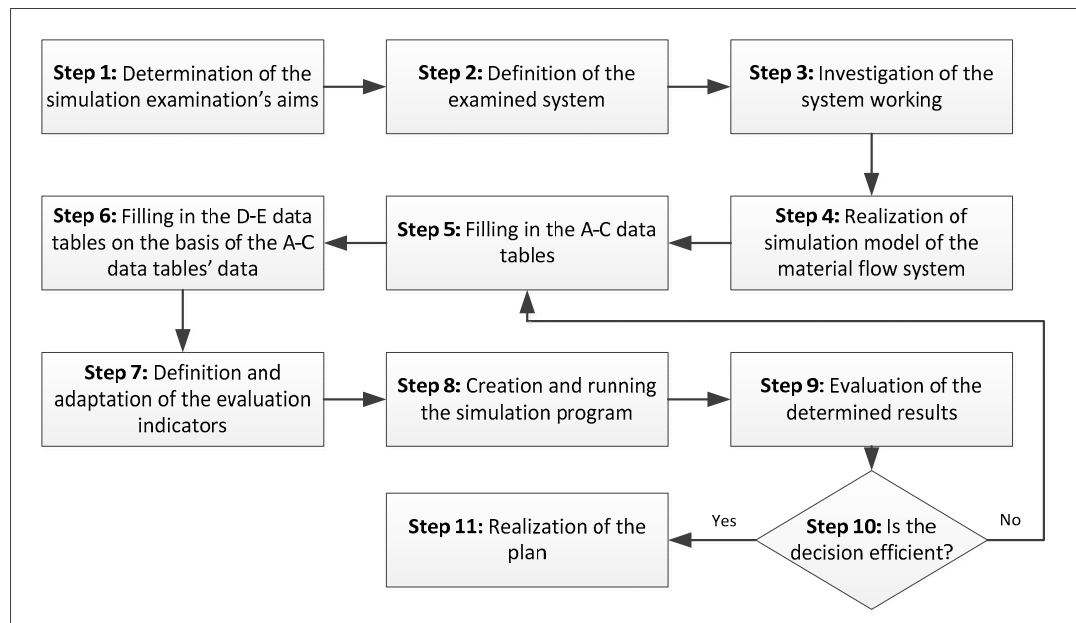 Step 1: Determination of the
simulation examination's aims
Step 2: Definition of the
examined system
Step 3: Investigation of the
system working
Step 4: Realization of
simulation model of the
material flow system
Step 5: Filling in the A-C data
tables
Step 6: Filling in the D-E data
tables on the basis of the A-C
data tables' data
Step 7: Definition and
adaptation of the evaluation
indicators
Step 8: Creation and running
the simulation program
Step 9: Evaluation of the
determined results
Step 10: Is the
decision efficient?
Yes
No
Step 11: Realization of the
plan